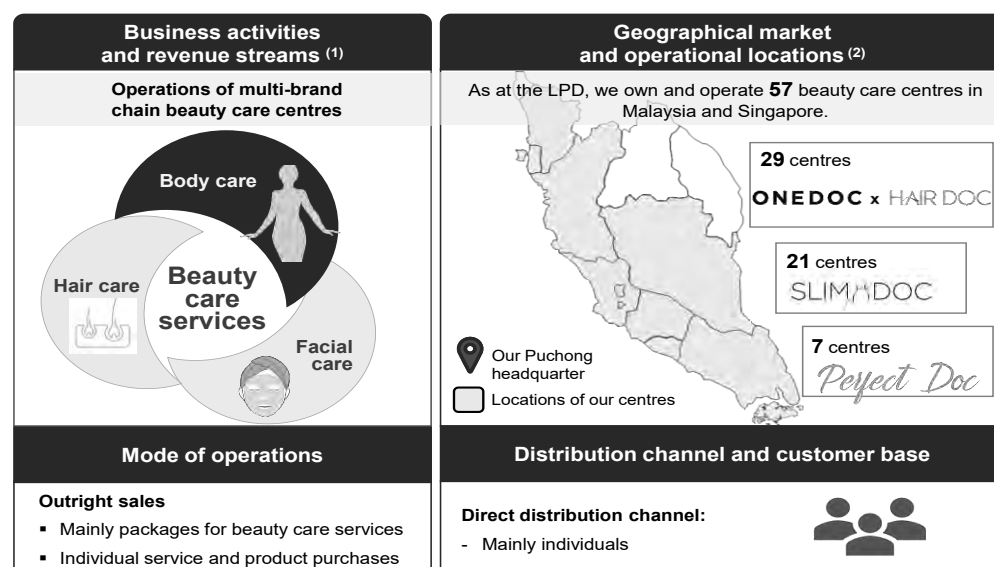 Business activities
and revenue streams (1)
Operations of multi-brand
chain beauty care centres
Body care
Hair care
Beauty
care
services
Facial
care
Mode of operations
Outright sales
▪ Mainly packages for beauty care services
▪ Individual service and product purchases
Geographical market
and operational locations (2)
As at the LPD, we own and operate 57 beauty care centres in
Malaysia and Singapore.
29 centres
ONEDOC x HAIR DOC
21 centres
SLIM DOC
7 centres
Perfect Doc
Our Puchong
headquarter
Locations of our centres
Distribution channel and customer base
Direct distribution channel:
- Mainly individuals